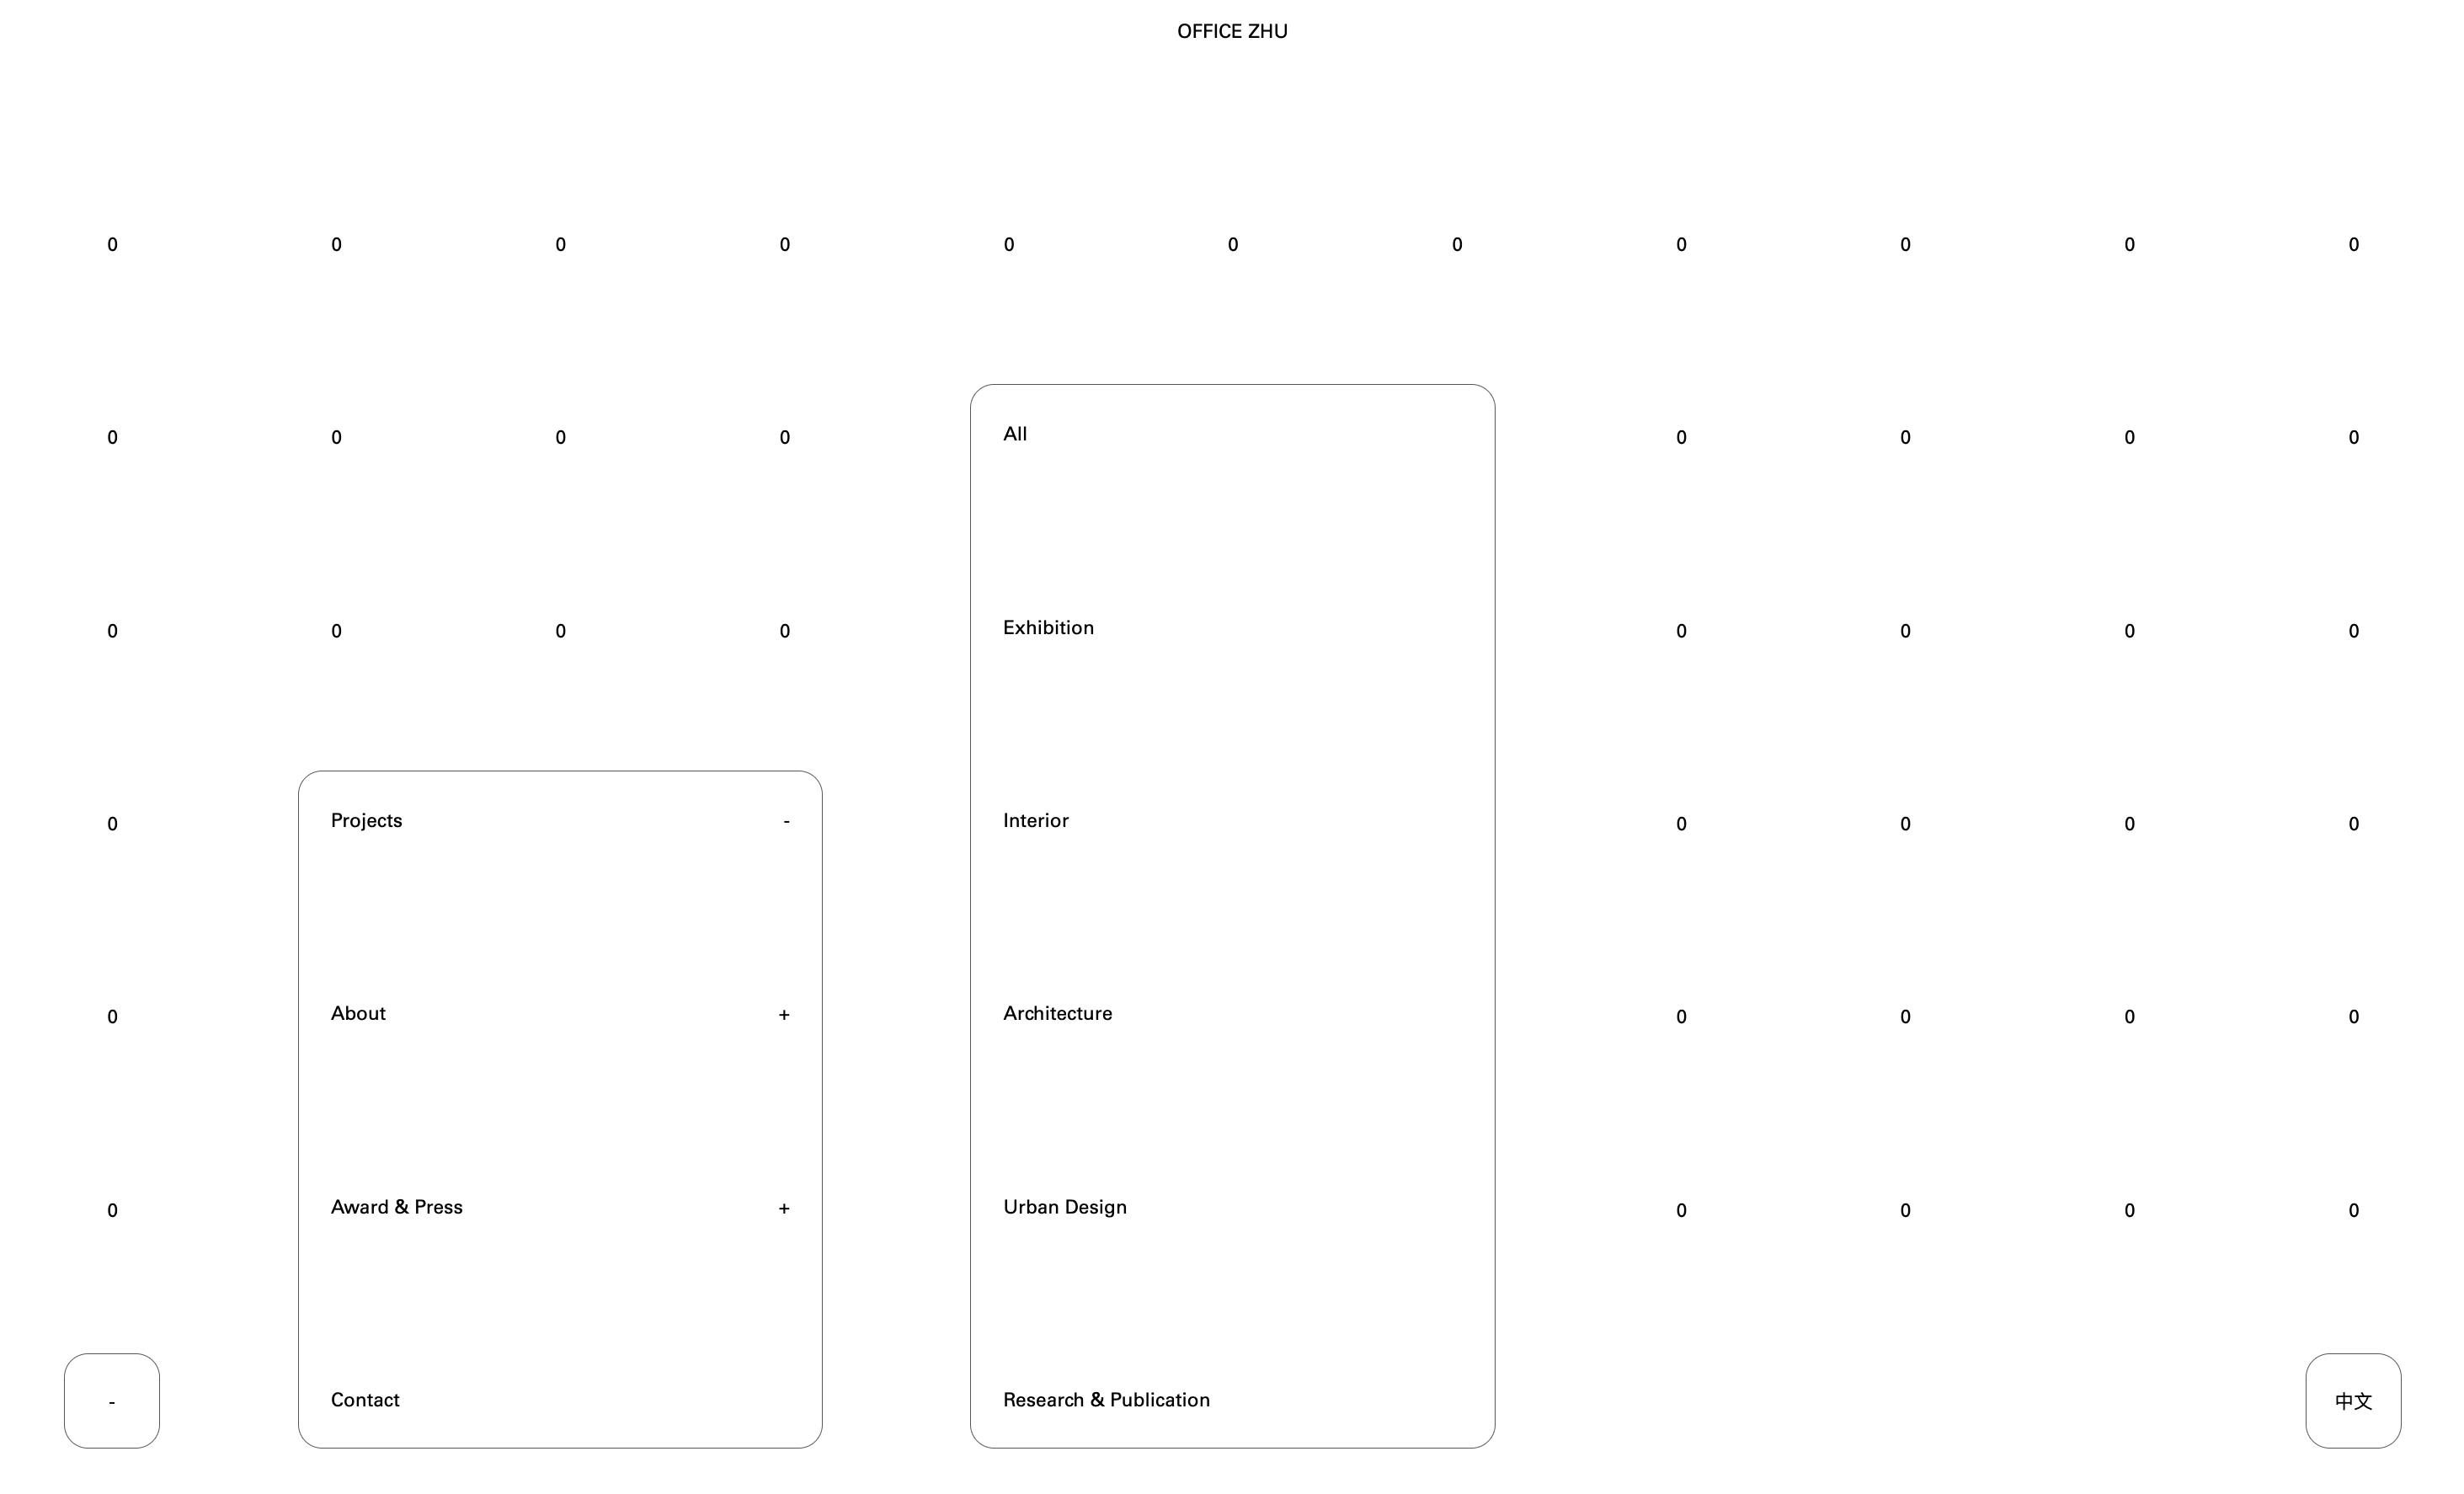 OFFICE ZHU
0 0 0 0 0 0 0 0 0 0 0
0 0 0 0 All 0 0 0 0
0 0 0 0 Exhibition 0 0 0 0
0 Projects - Interior 0 0 0 0
0 About + Architecture 0 0 0 0
0 Award & Press + Urban Design 0 0 0 0
- Contact Research & Publication 中文